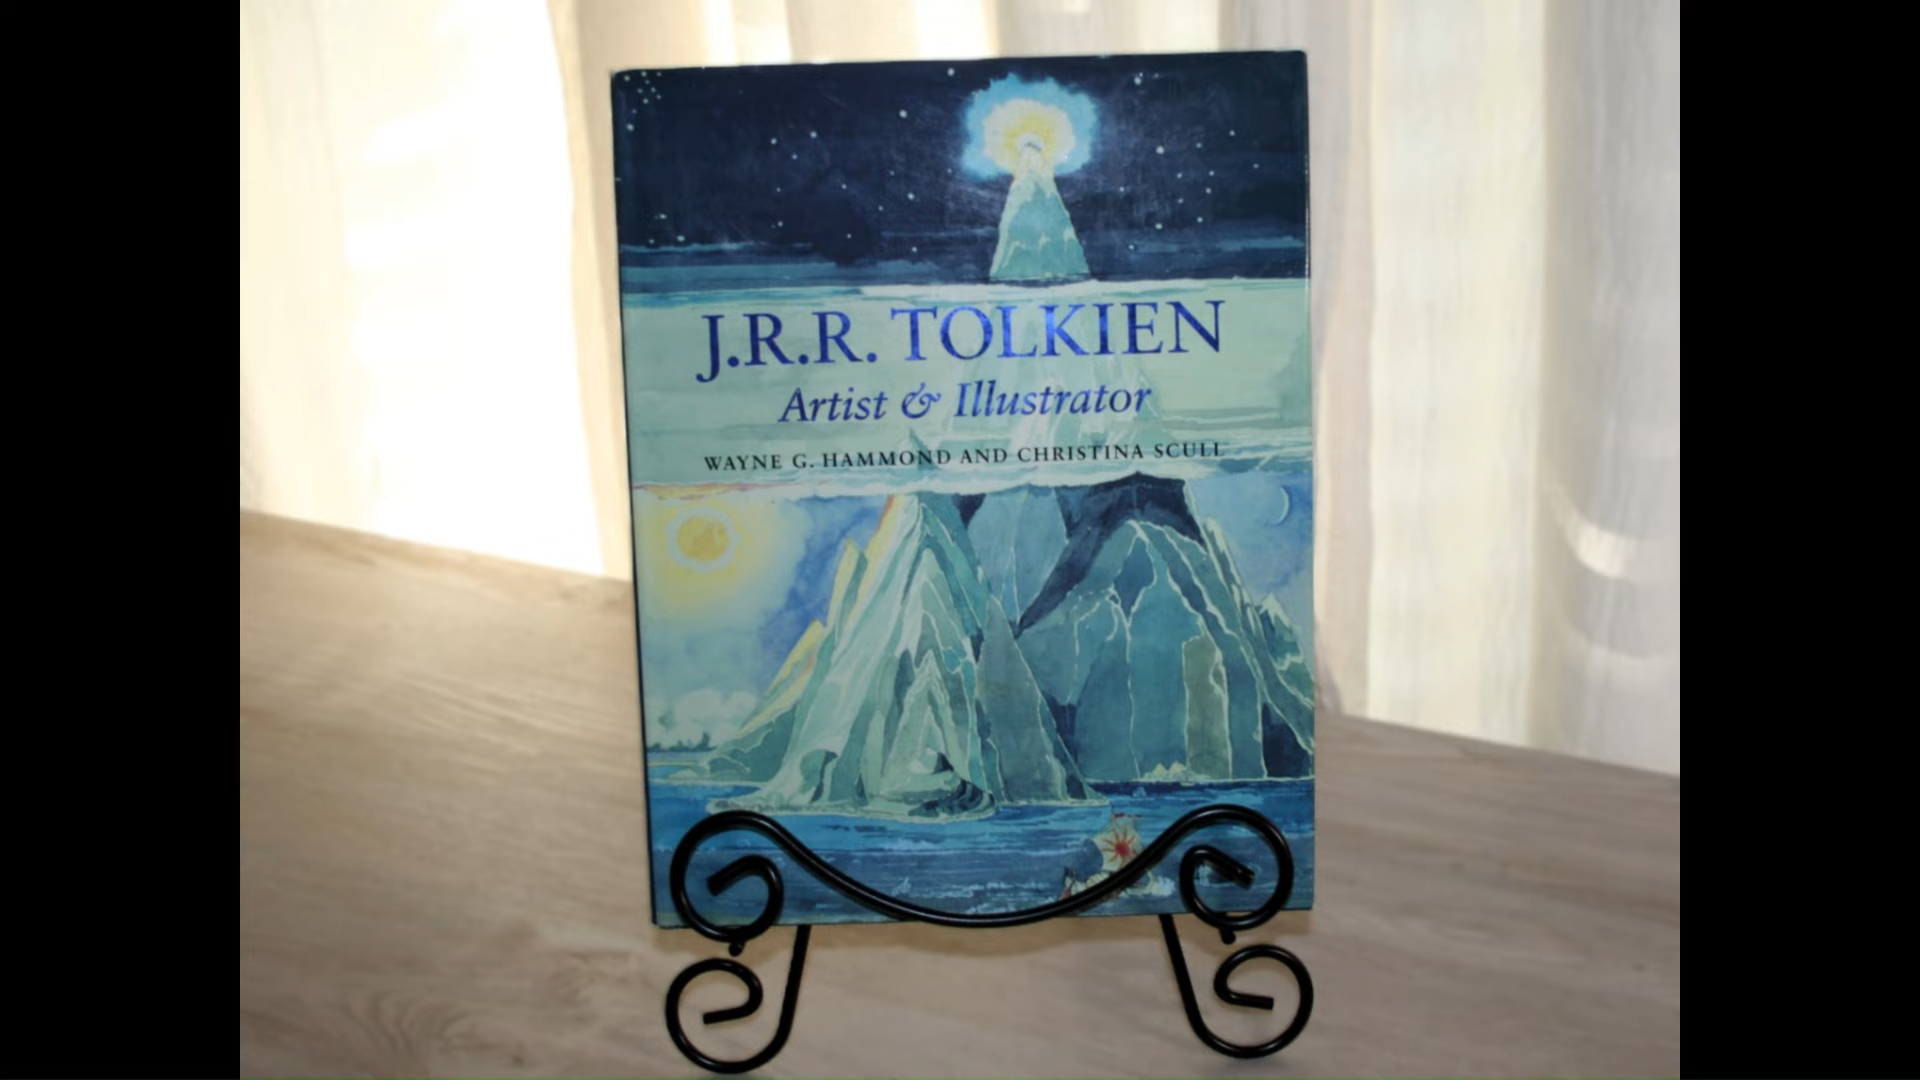 J.R.R. TOLKIEN
Artist & Illustrator
WAYNE G. HAMMOND AND CHRISTINA SCULL